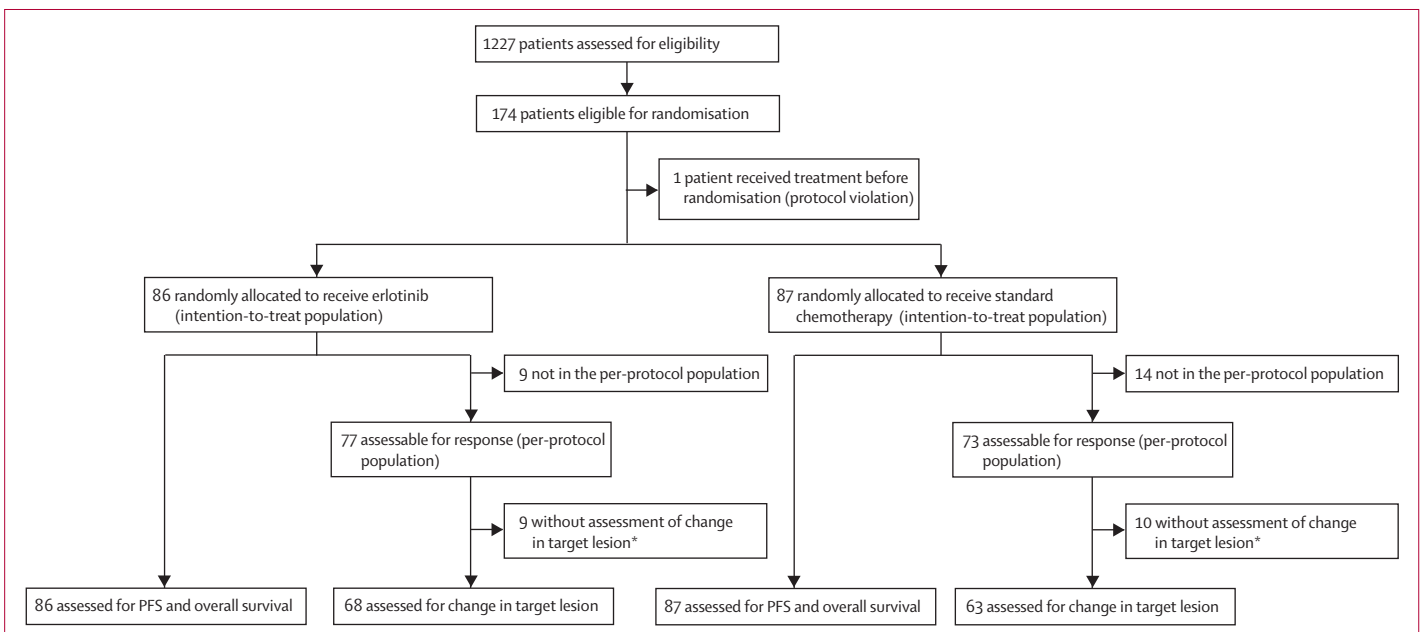 1227 patients assessed for eligibility
174 patients eligible for randomisation
1 patient received treatment before
randomisation (protocol violation)
86 randomly allocated to receive erlotinib
(intention-to-treat population)
87 randomly allocated to receive standard
chemotherapy (intention-to-treat population)
9 not in the per-protocol population
14 not in the per-protocol population
77 assessable for response (per-protocol
population)
73 assessable for response (per-protocol
population)
9 without assessment of change
in target lesion*
10 without assessment of change
in target lesion*
86 assessed for PFS and overall survival
68 assessed for change in target lesion
87 assessed for PFS and overall survival
63 assessed for change in target lesion